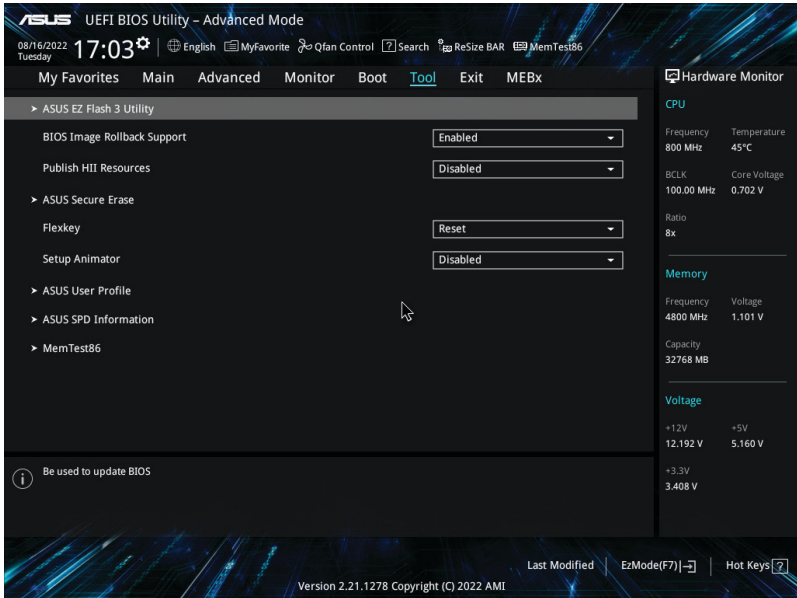 ASUS UEFI BIOS Utility – Advanced Mode
08/16/2022 Tuesday 17:03 English MyFavorite Qfan Control ? Search ReSize BAR MemTest86
My Favorites Main Advanced Monitor Boot Tool Exit MEBx
ASUS EZ Flash 3 Utility
BIOS Image Rollback Support Enabled
Publish HII Resources Disabled
ASUS Secure Erase
Flexkey Reset
Setup Animator Disabled
ASUS User Profile
ASUS SPD Information
MemTest86
Be used to update BIOS
Hardware Monitor
CPU
Frequency Temperature
800 MHz 45°C
BCLK Core Voltage
100.00 MHz 0.702 V
Ratio
8x
Memory
Frequency Voltage
4800 MHz 1.101 V
Capacity
32768 MB
Voltage
+12V +5V
12.192 V 5.160 V
+3.3V
3.408 V
Last Modified EzMode(F7) Hot Keys ?
Version 2.21.1278 Copyright (C) 2022 AMI